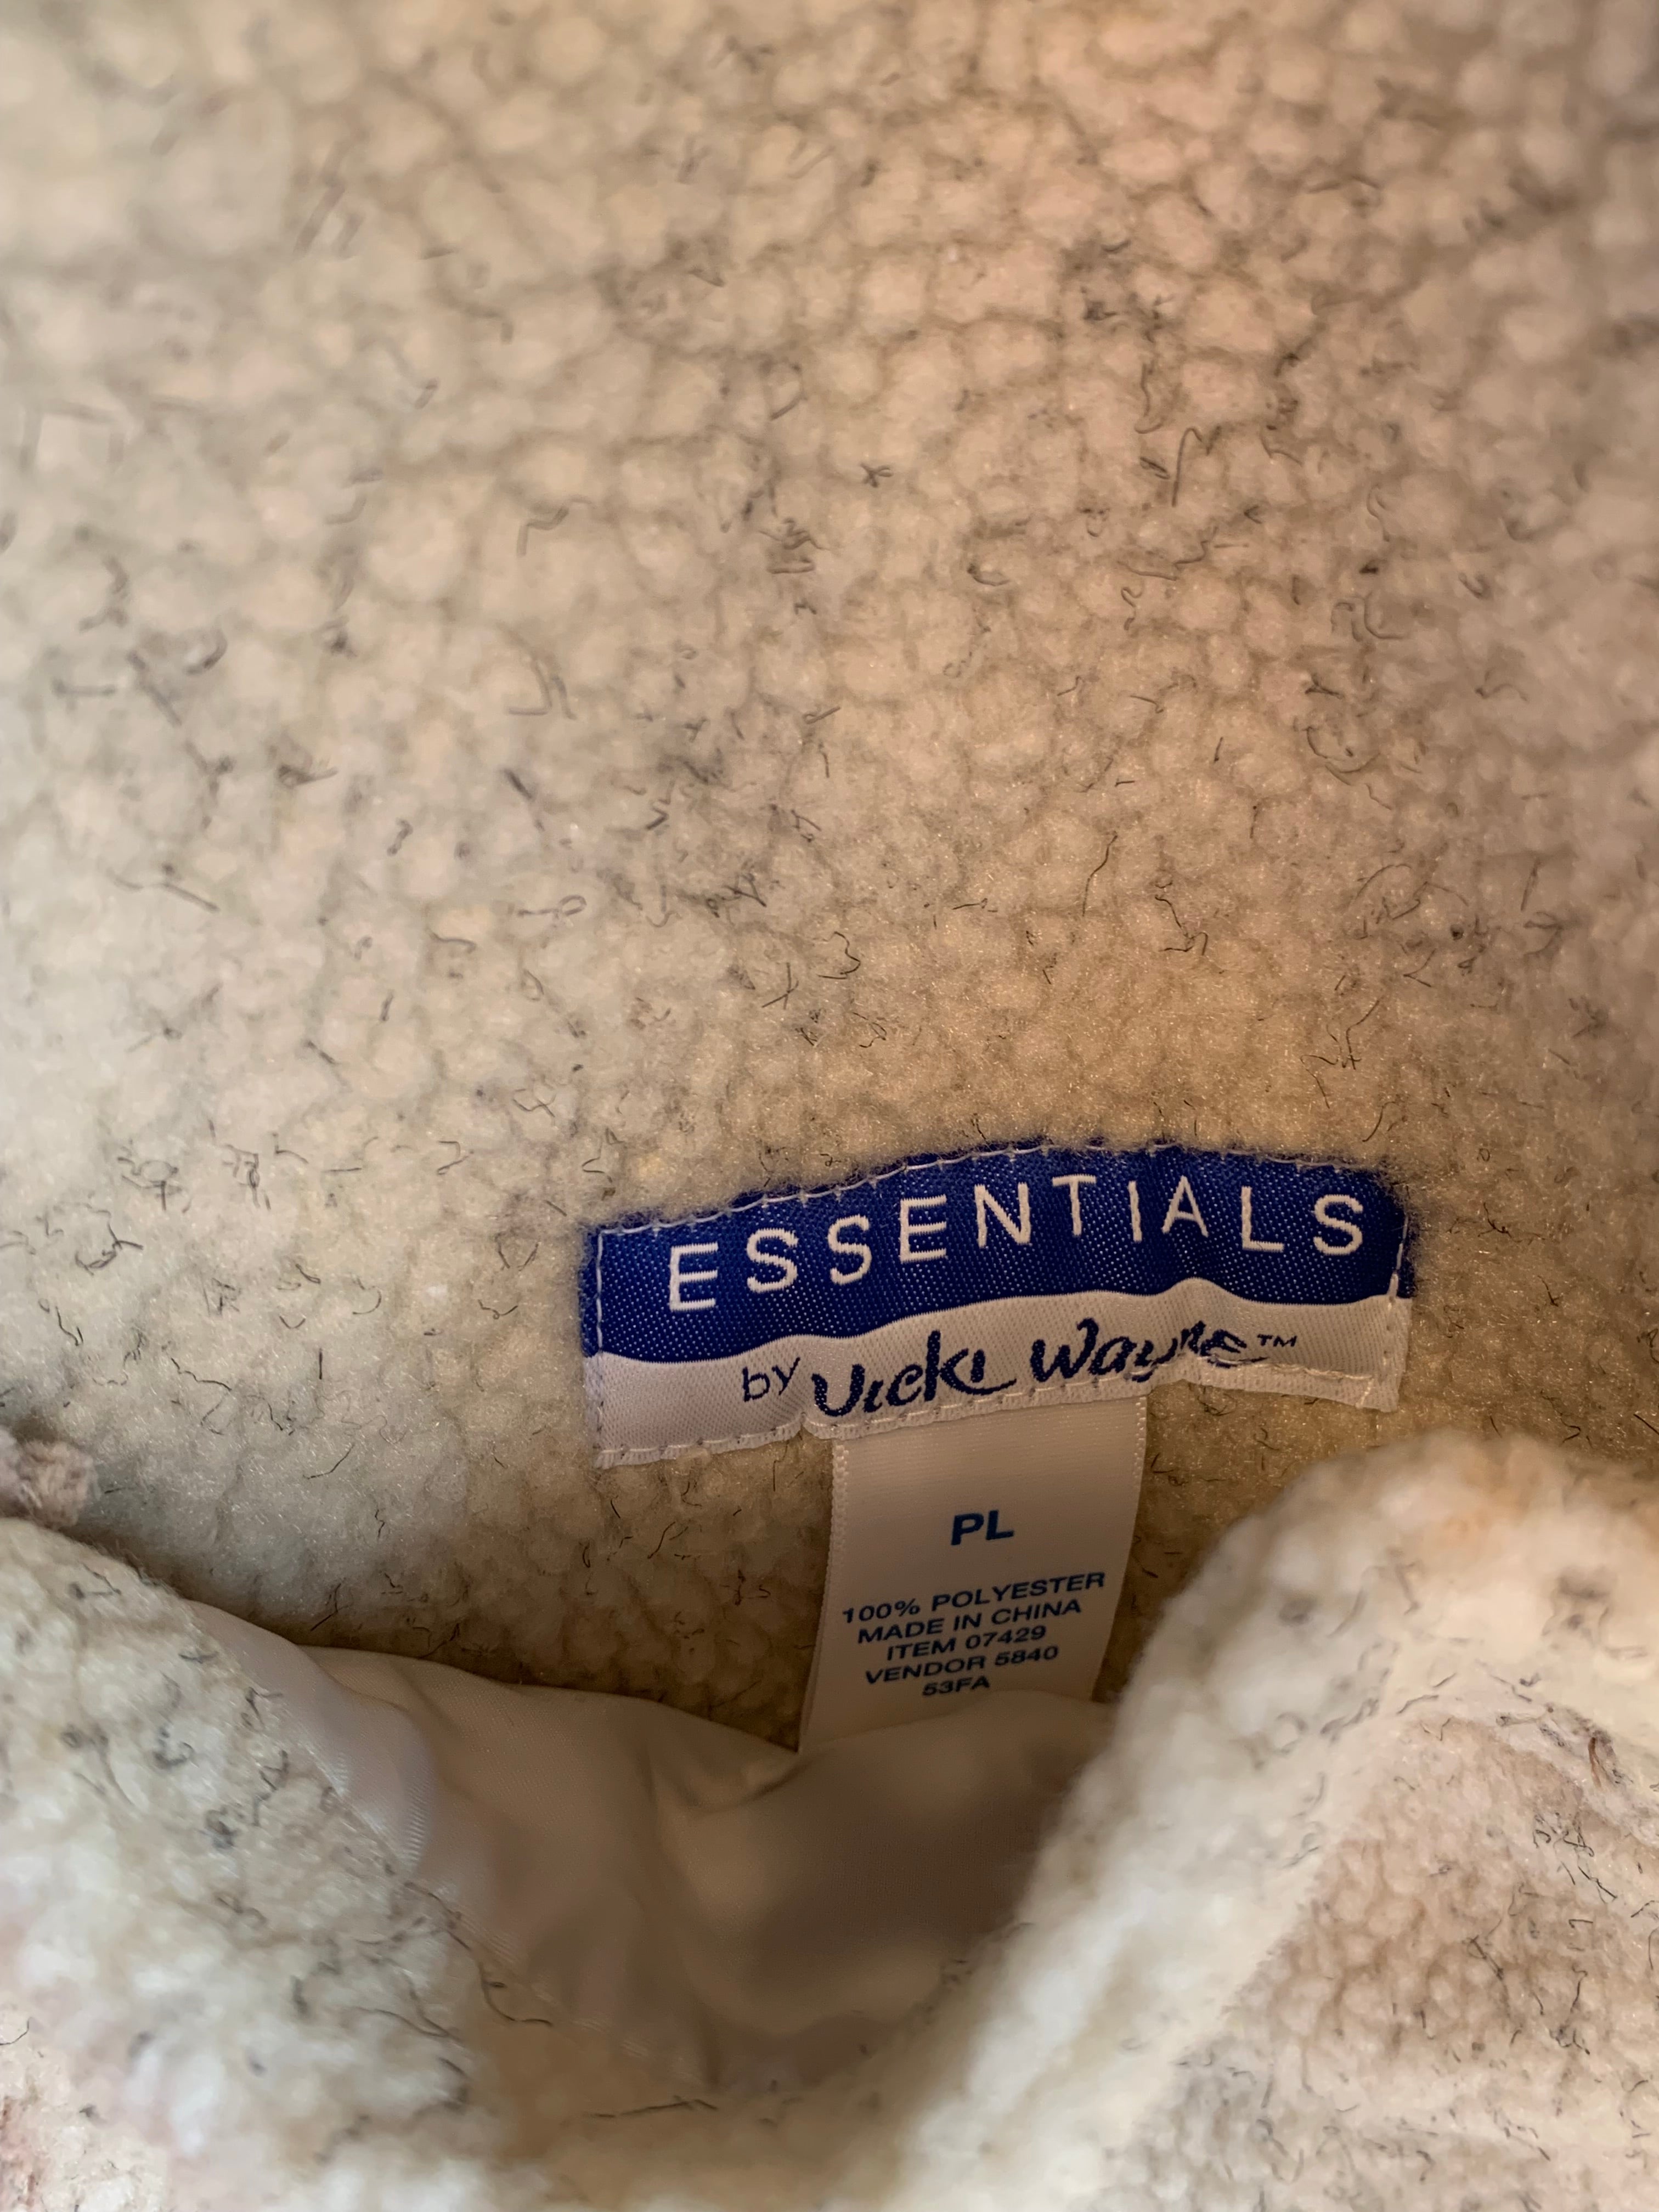 ESSENTIALS
by Vicki Wayne™
PL
100% POLYESTER
MADE IN CHINA
ITEM 07429
VENDOR 5840
53FA